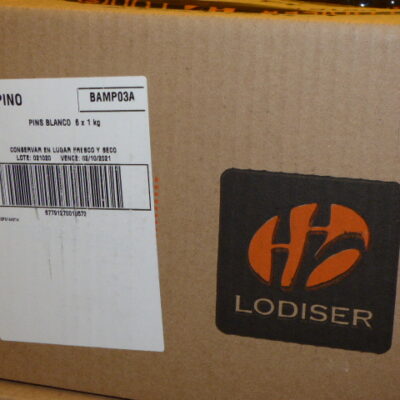 PINO
BAMP03A
PINS BLANCO 6 x 1 kg
CONSERVAR EN LUGAR FRESCO Y SECO
LOTE: 021020 VENCE: 02/10/2021
LODISER